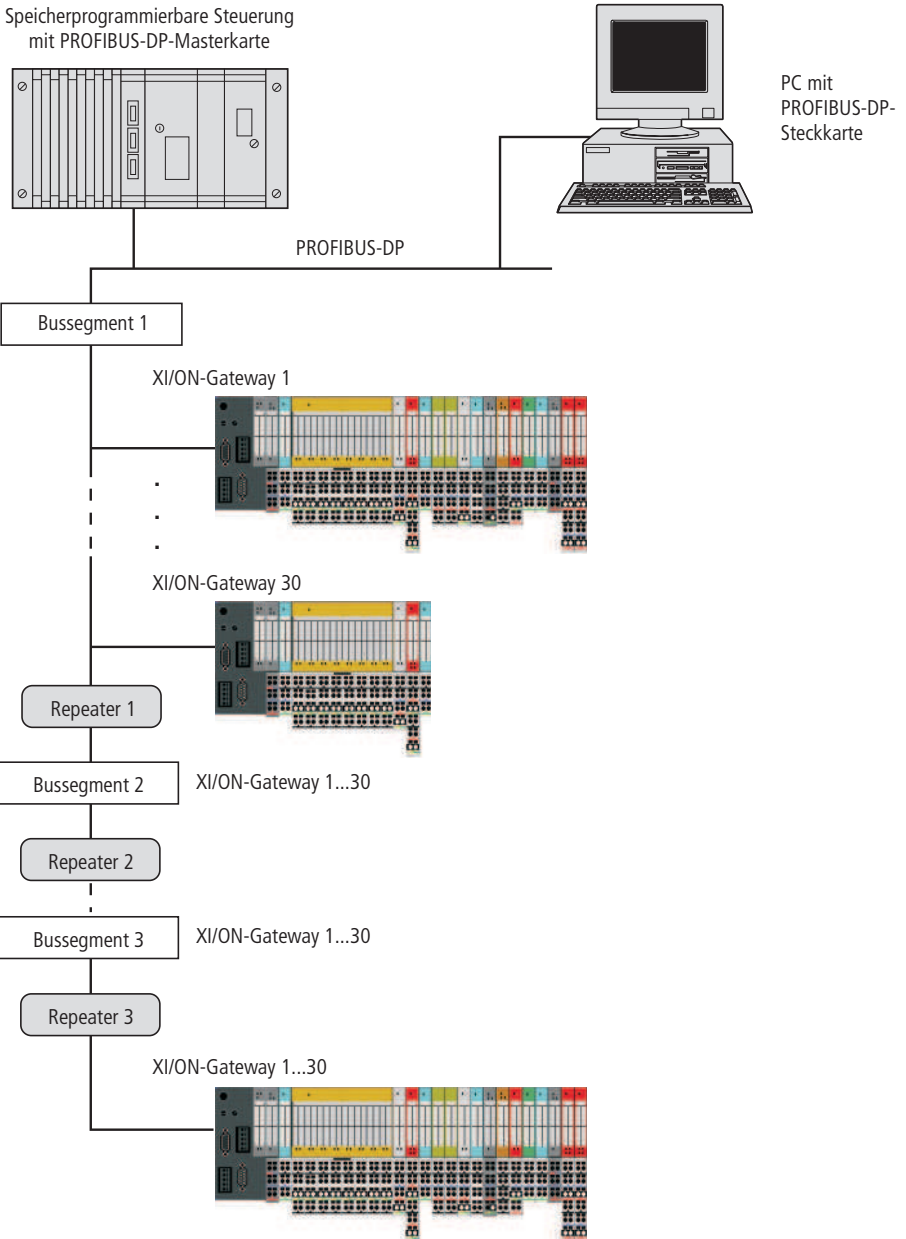 Speicherprogrammierbare Steuerung
mit PROFIBUS-DP-Masterkarte
PC mit
PROFIBUS-DP-
Steckkarte
PROFIBUS-DP
Bussegment 1
XI/ON-Gateway 1
XI/ON-Gateway 30
Repeater 1
Bussegment 2
XI/ON-Gateway 1...30
Repeater 2
Bussegment 3
XI/ON-Gateway 1...30
Repeater 3
XI/ON-Gateway 1...30